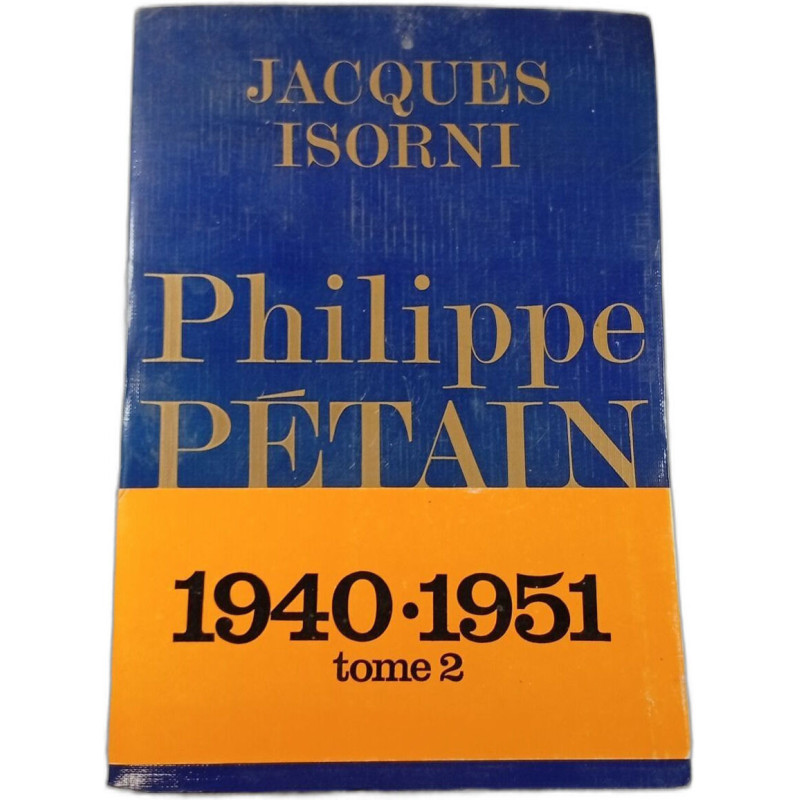 JACQUES
ISORNI
Philippe
PÉTAIN
1940·1951
tome 2